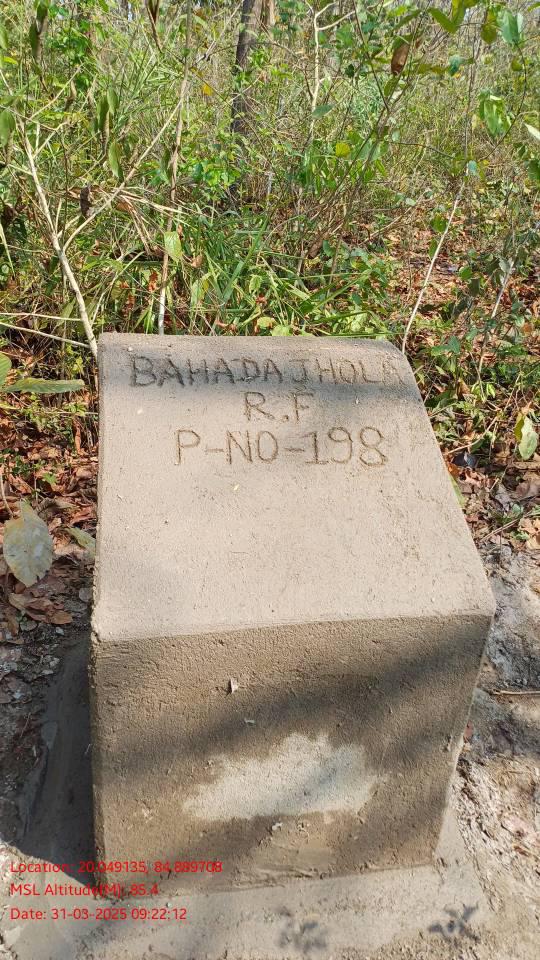 BAHADAJHOLA
R.F
P-NO-198
Location: 20.049135, 84.889708
MSL Altitude(M): 85.4
Date: 31-03-2025 09:22:12